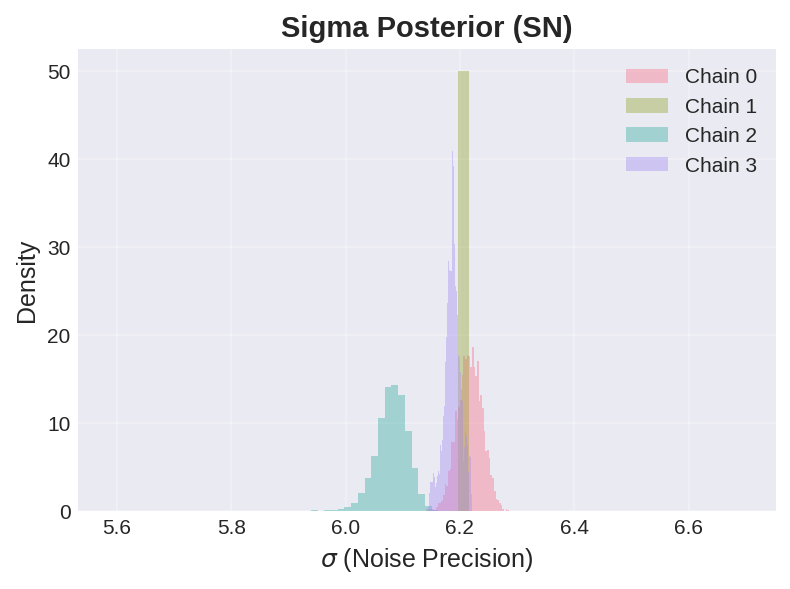 Sigma Posterior (SN)
Chain 0
Chain 1
Chain 2
Chain 3
Density
50
40
30
20
10
0
5.6 5.8 6.0 6.2 6.4 6.6
σ (Noise Precision)